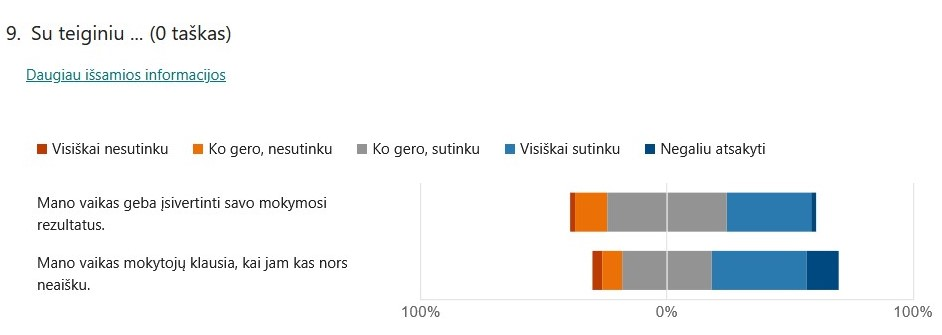 9. Su teiginiu ... (0 taškas)
Daugiau išsamios informacijos
Visiškai nesutinku Ko gero, nesutinku Ko gero, sutinku Visiškai sutinku Negaliu atsakyti
Mano vaikas geba įsivertinti savo mokymosi
rezultatus.
Mano vaikas mokytojų klausia, kai jam kas nors
neaišku.
100% 0% 100%